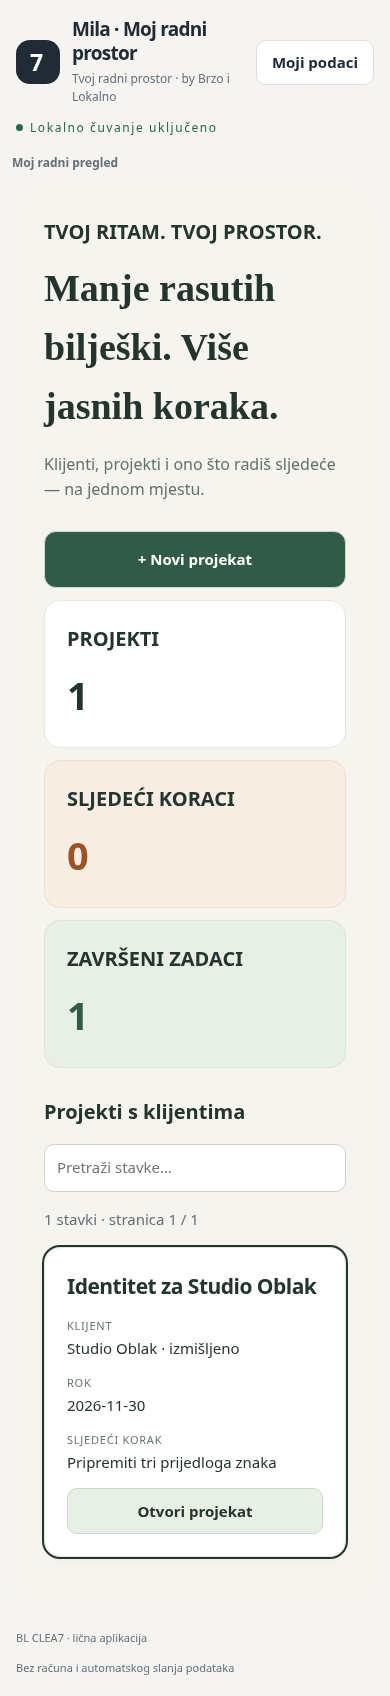 7
Mila · Moj radni
prostor
Tvoj radni prostor · by Brzo i
Lokalno
Moji podaci
Lokalno čuvanje uključeno
Moj radni pregled
TVOJ RITAM. TVOJ PROSTOR.
Manje rasutih
bilješki. Više
jasnih koraka.
Klijenti, projekti i ono što radiš sljedeće
— na jednom mjestu.
+ Novi projekat
PROJEKTI
1
SLJEDEĆI KORACI
0
ZAVRŠENI ZADACI
1
Projekti s klijentima
Pretraži stavke...
1 stavki · stranica 1 / 1
Identitet za Studio Oblak
KLIJENT
Studio Oblak · izmišljeno
ROK
2026-11-30
SLJEDEĆI KORAK
Pripremiti tri prijedloga znaka
Otvori projekat
BL CLEA7 · lična aplikacija
Bez računa i automatskog slanja podataka